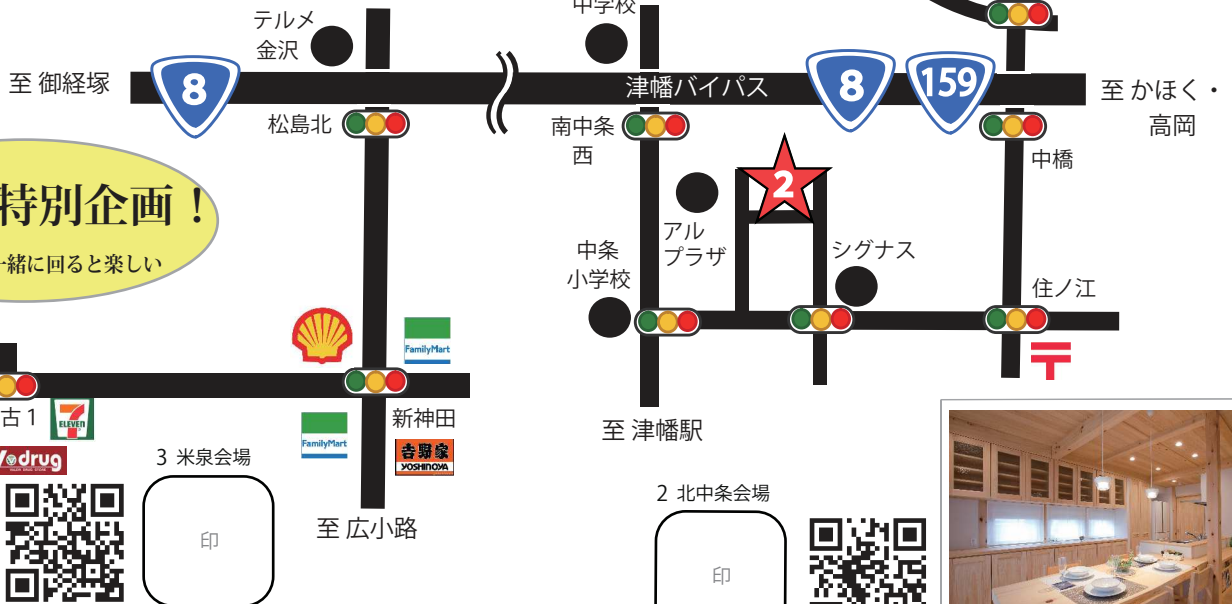 テルメ
金沢
中学校
至 御経塚
8
津幡バイパス
8
159
至 かほく・
高岡
松島北
南中条
西
中橋
特別企画!
一緒に回ると楽しい
2
アル
プラザ
シグナス
中条
小学校
住ノ江
FamilyMart
古 1
7
ELEVEN
新神田
FamilyMart
吉野家
YOSHINOYA
drug
至 津幡駅
3 米泉会場
印
至 広小路
2 北中条会場
印